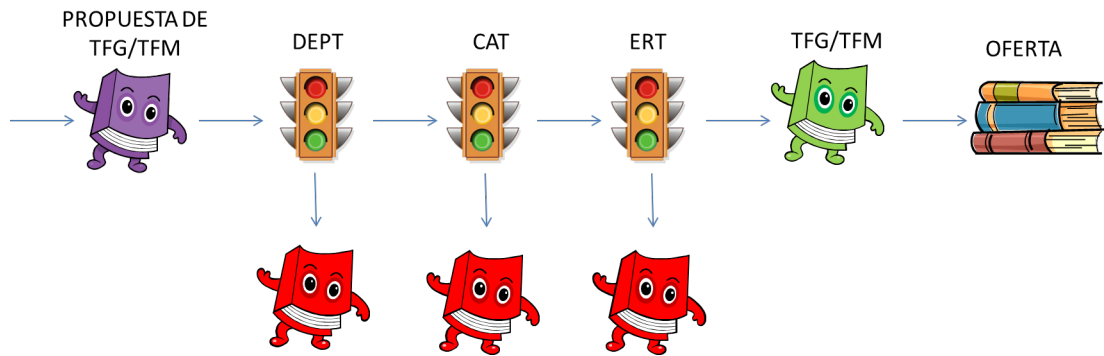 PROPUESTA DE
TFG/TFM
DEPT
CAT
ERT
TFG/TFM
OFERTA